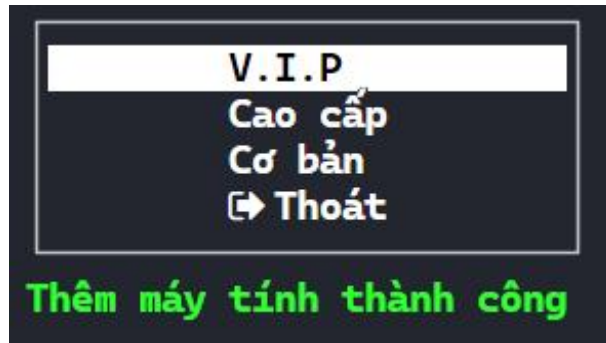 V.I.P
Cao cấp
Cơ bản
Thoát
Thêm máy tính thành công